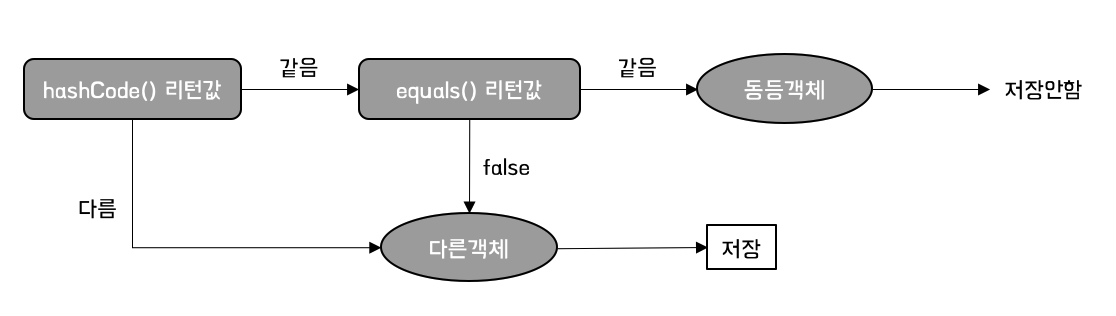 같음
같음
hashCode() 리턴값
equals() 리턴값
동등객체
저장안함
false
다름
다른객체
저장